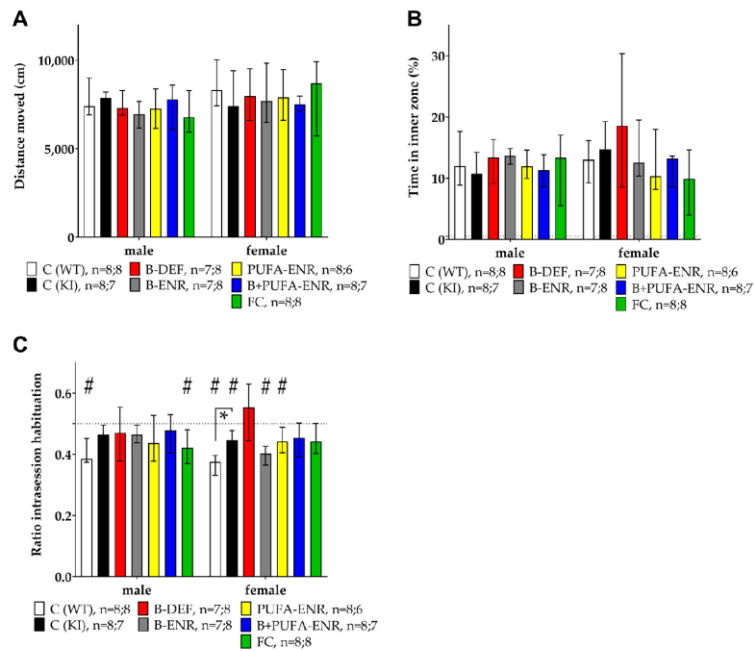 A
Distance moved (cm)
10,000
5,000
0
male female
C (WT), n=8;8 B-DEF, n=7;8 PUFA-ENR, n=8;6
C (KI), n=8;7 B-ENR, n=7;8 B+PUFA-ENR, n=8;7
FC, n=8;8
B
Time in inner zone (%)
40
30
20
10
0
male female
C (WT), n=8;8 B-DEF, n=7;8 PUFA-ENR, n=8;6
C (KI), n=8;7 B-ENR, n=7;8 B+PUFA-ENR, n=8;7
FC, n=8;8
C
Ratio intrasession habituation
# # # # # #
*
0.6
0.4
0.2
0.0
male female
C (WT), n=8;8 B-DEF, n=7;8 PUFA-ENR, n=8;6
C (KI), n=8;7 B-ENR, n=7;8 B+PUFA-ENR, n=8;7
FC, n=8;8